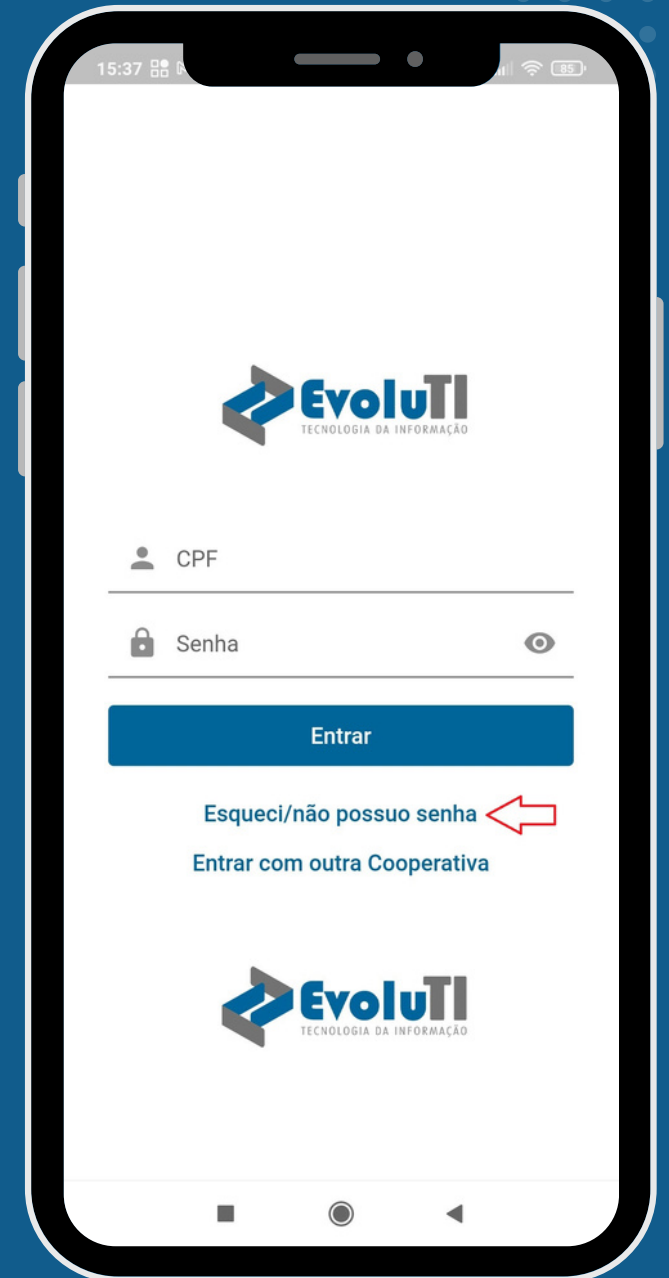 15:37
85
EvoluTI
TECNOLOGIA DA INFORMAÇÃO
CPF
Senha
Entrar
Esqueci/não possuo senha
Entrar com outra Cooperativa
EvoluTI
TECNOLOGIA DA INFORMAÇÃO